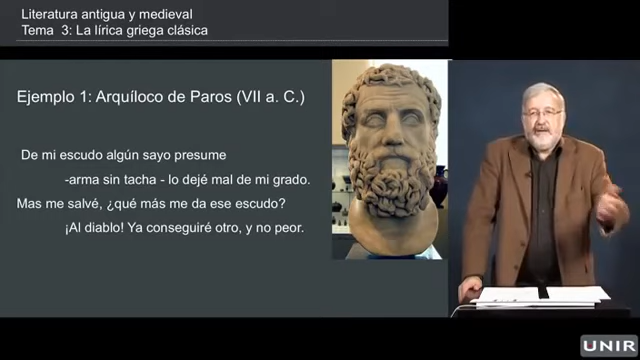 Literatura antigua y medieval
Tema 3: La lírica griega clásica
Ejemplo 1: Arquíloco de Paros (VII a. C.)
De mi escudo algún sayo presume
-arma sin tacha - lo dejé mal de mi grado.
Mas me salvé, ¿qué más me da ese escudo?
¡Al diablo! Ya conseguiré otro, y no peor.
UNIR